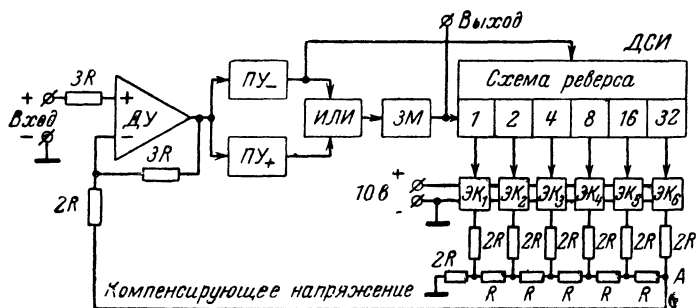 Выход
ДСИ
+
3R
Вход
-
+
ДУ
-
3R
2R
ПУ_
ПУ+
ИЛИ
ЗМ
Схема реверса
1 2 4 8 16 32
10 в
+
-
ЭК1 ЭК2 ЭК3 ЭК4 ЭК5 ЭК6
2R 2R 2R 2R 2R 2R
2R
A
R R R R R
Компенсирующее напряжение